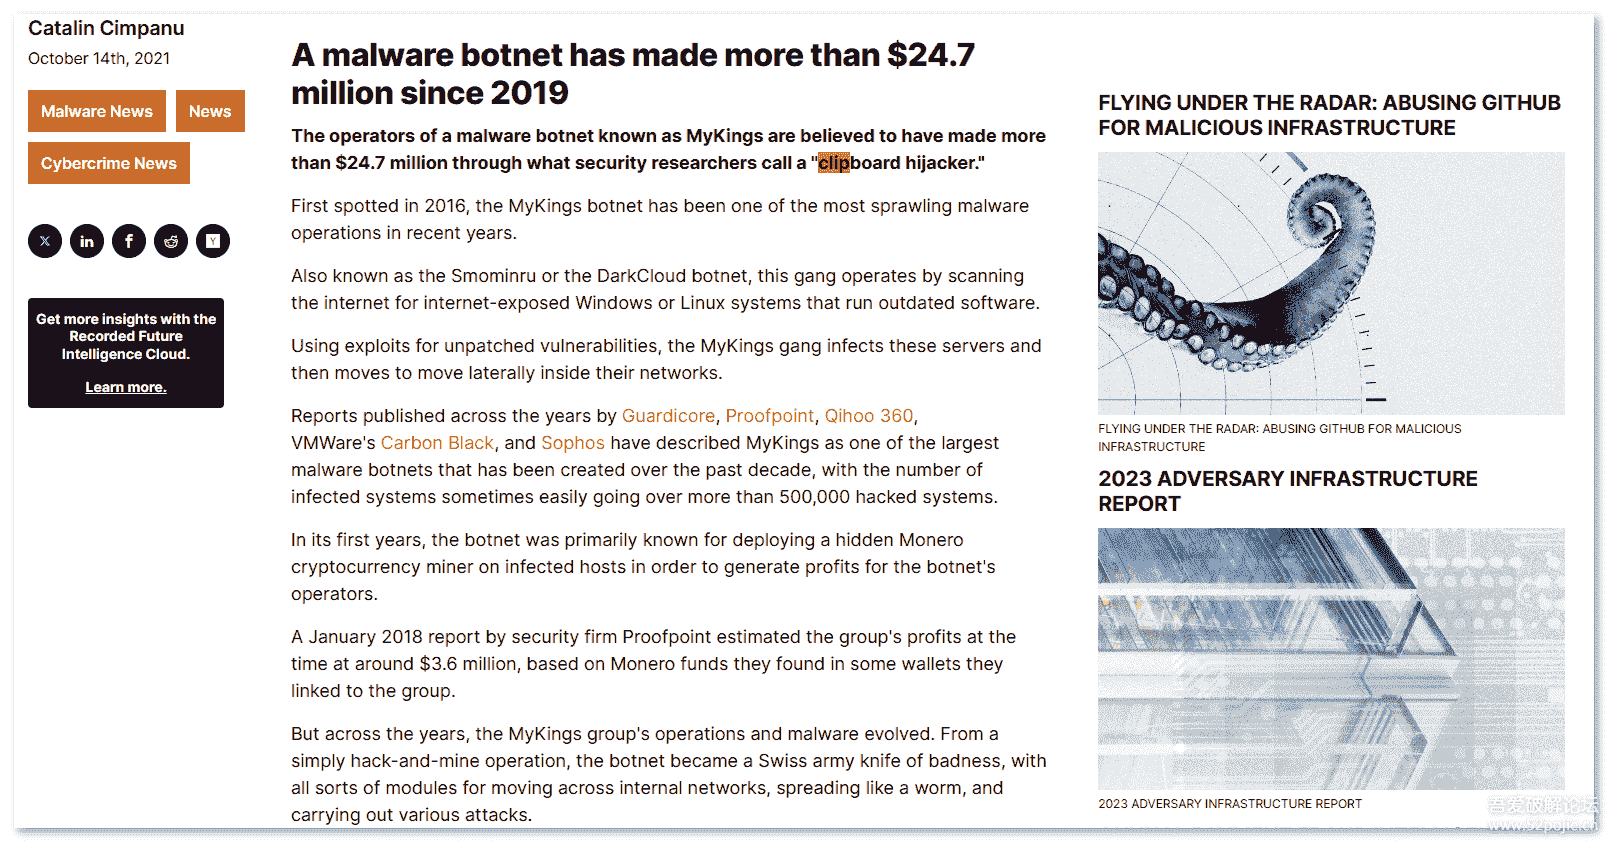 Catalin Cimpanu
October 14th, 2021
Malware News
News
Cybercrime News
Get more insights with the
Recorded Future
Intelligence Cloud.
Learn more.
A malware botnet has made more than $24.7
million since 2019
The operators of a malware botnet known as MyKings are believed to have made more
than $24.7 million through what security researchers call a "clipboard hijacker."
First spotted in 2016, the MyKings botnet has been one of the most sprawling malware
operations in recent years.
Also known as the Smominru or the DarkCloud botnet, this gang operates by scanning
the internet for internet-exposed Windows or Linux systems that run outdated software.
Using exploits for unpatched vulnerabilities, the MyKings gang infects these servers and
then moves to move laterally inside their networks.
Reports published across the years by Guardicore, Proofpoint, Qihoo 360,
VMWare's Carbon Black, and Sophos have described MyKings as one of the largest
malware botnets that has been created over the past decade, with the number of
infected systems sometimes easily going over more than 500,000 hacked systems.
In its first years, the botnet was primarily known for deploying a hidden Monero
cryptocurrency miner on infected hosts in order to generate profits for the botnet's
operators.
A January 2018 report by security firm Proofpoint estimated the group's profits at the
time at around $3.6 million, based on Monero funds they found in some wallets they
linked to the group.
But across the years, the MyKings group's operations and malware evolved. From a
simply hack-and-mine operation, the botnet became a Swiss army knife of badness, with
all sorts of modules for moving across internal networks, spreading like a worm, and
carrying out various attacks.
FLYING UNDER THE RADAR: ABUSING GITHUB
FOR MALICIOUS INFRASTRUCTURE
FLYING UNDER THE RADAR: ABUSING GITHUB FOR MALICIOUS
INFRASTRUCTURE
2023 ADVERSARY INFRASTRUCTURE
REPORT
2023 ADVERSARY INFRASTRUCTURE REPORT
吾爱破解论坛
www.52pojie.cn